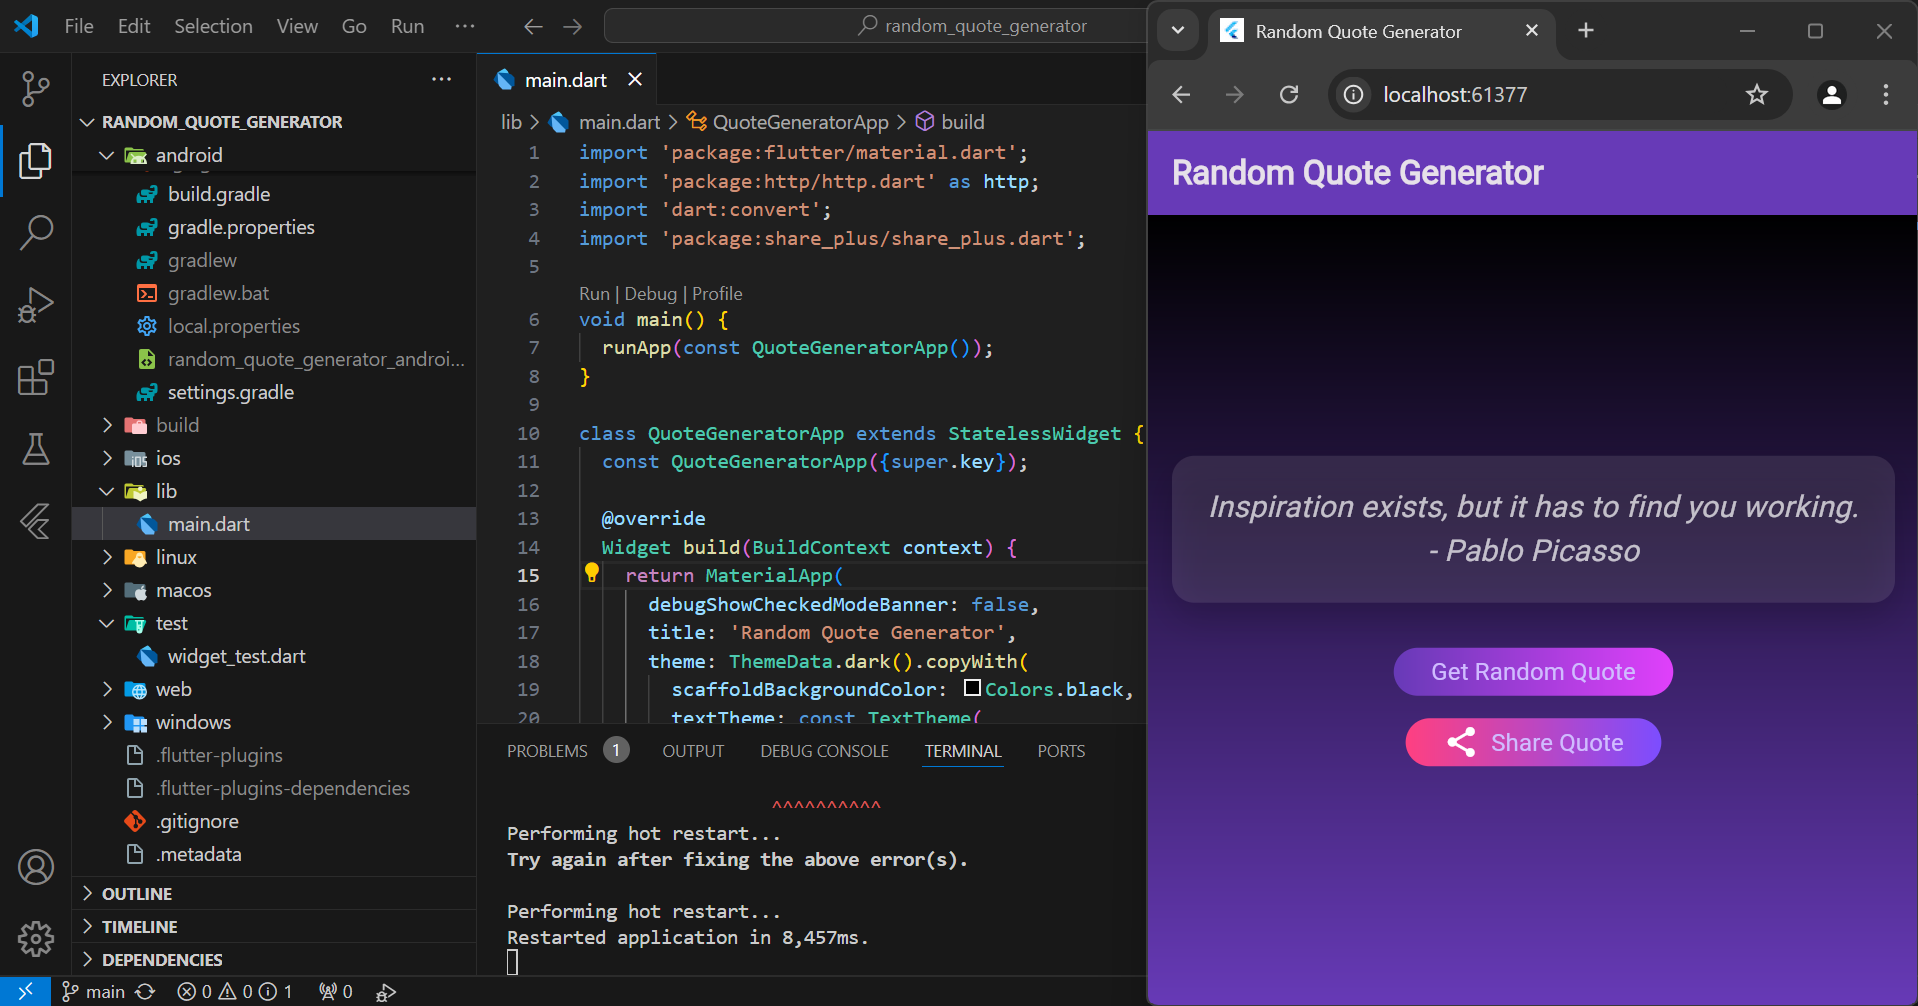 File Edit Selection View Go Run ···
random_quote_generator
EXPLORER
RANDOM_QUOTE_GENERATOR
android
build.gradle
gradle.properties
gradlew
gradlew.bat
local.properties
random_quote_generator_androi...
settings.gradle
build
ios
lib
main.dart
linux
macos
test
widget_test.dart
web
windows
.flutter-plugins
.flutter-plugins-dependencies
.gitignore
.metadata
OUTLINE
TIMELINE
DEPENDENCIES
main.dart
lib > main.dart > QuoteGeneratorApp > build
1 import 'package:flutter/material.dart';
2 import 'package:http/http.dart' as http;
3 import 'dart:convert';
4 import 'package:share_plus/share_plus.dart';
5
Run | Debug | Profile
6 void main() {
7 runApp(const QuoteGeneratorApp());
8 }
9
10 class QuoteGeneratorApp extends StatelessWidget {
11 const QuoteGeneratorApp({super.key});
12
13 @override
14 Widget build(BuildContext context) {
15 return MaterialApp(
16 debugShowCheckedModeBanner: false,
17 title: 'Random Quote Generator',
18 theme: ThemeData.dark().copyWith(
19 scaffoldBackgroundColor: Colors.black,
20 textTheme: const TextTheme(
PROBLEMS 1 OUTPUT DEBUG CONSOLE TERMINAL PORTS
^^^^^^^^^^
Performing hot restart...
Try again after fixing the above error(s).
Performing hot restart...
Restarted application in 8,457ms.
main 0 0 1 0
Random Quote Generator
localhost:61377
Random Quote Generator
Inspiration exists, but it has to find you working.
- Pablo Picasso
Get Random Quote
Share Quote